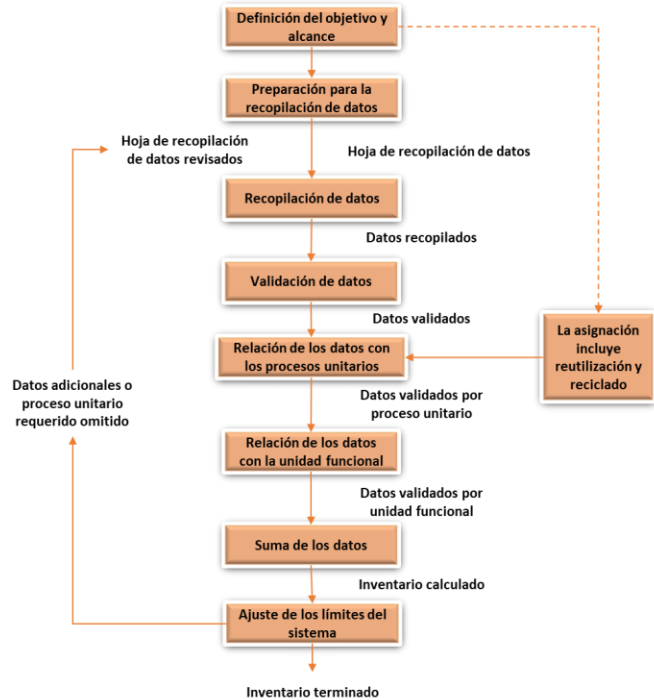 Definición del objetivo y
alcance
Preparación para la
recopilación de datos
Hoja de recopilación
de datos revisados
Hoja de recopilación de datos
Recopilación de datos
Datos recopilados
Validación de datos
Datos validados
La asignación
incluye
reutilización y
reciclado
Relación de los datos con
los procesos unitarios
Datos adicionales o
proceso unitario
requerido omitido
Datos validados por
proceso unitario
Relación de los datos
con la unidad funcional
Datos validados por
unidad funcional
Suma de los datos
Inventario calculado
Ajuste de los límites del
sistema
Inventario terminado